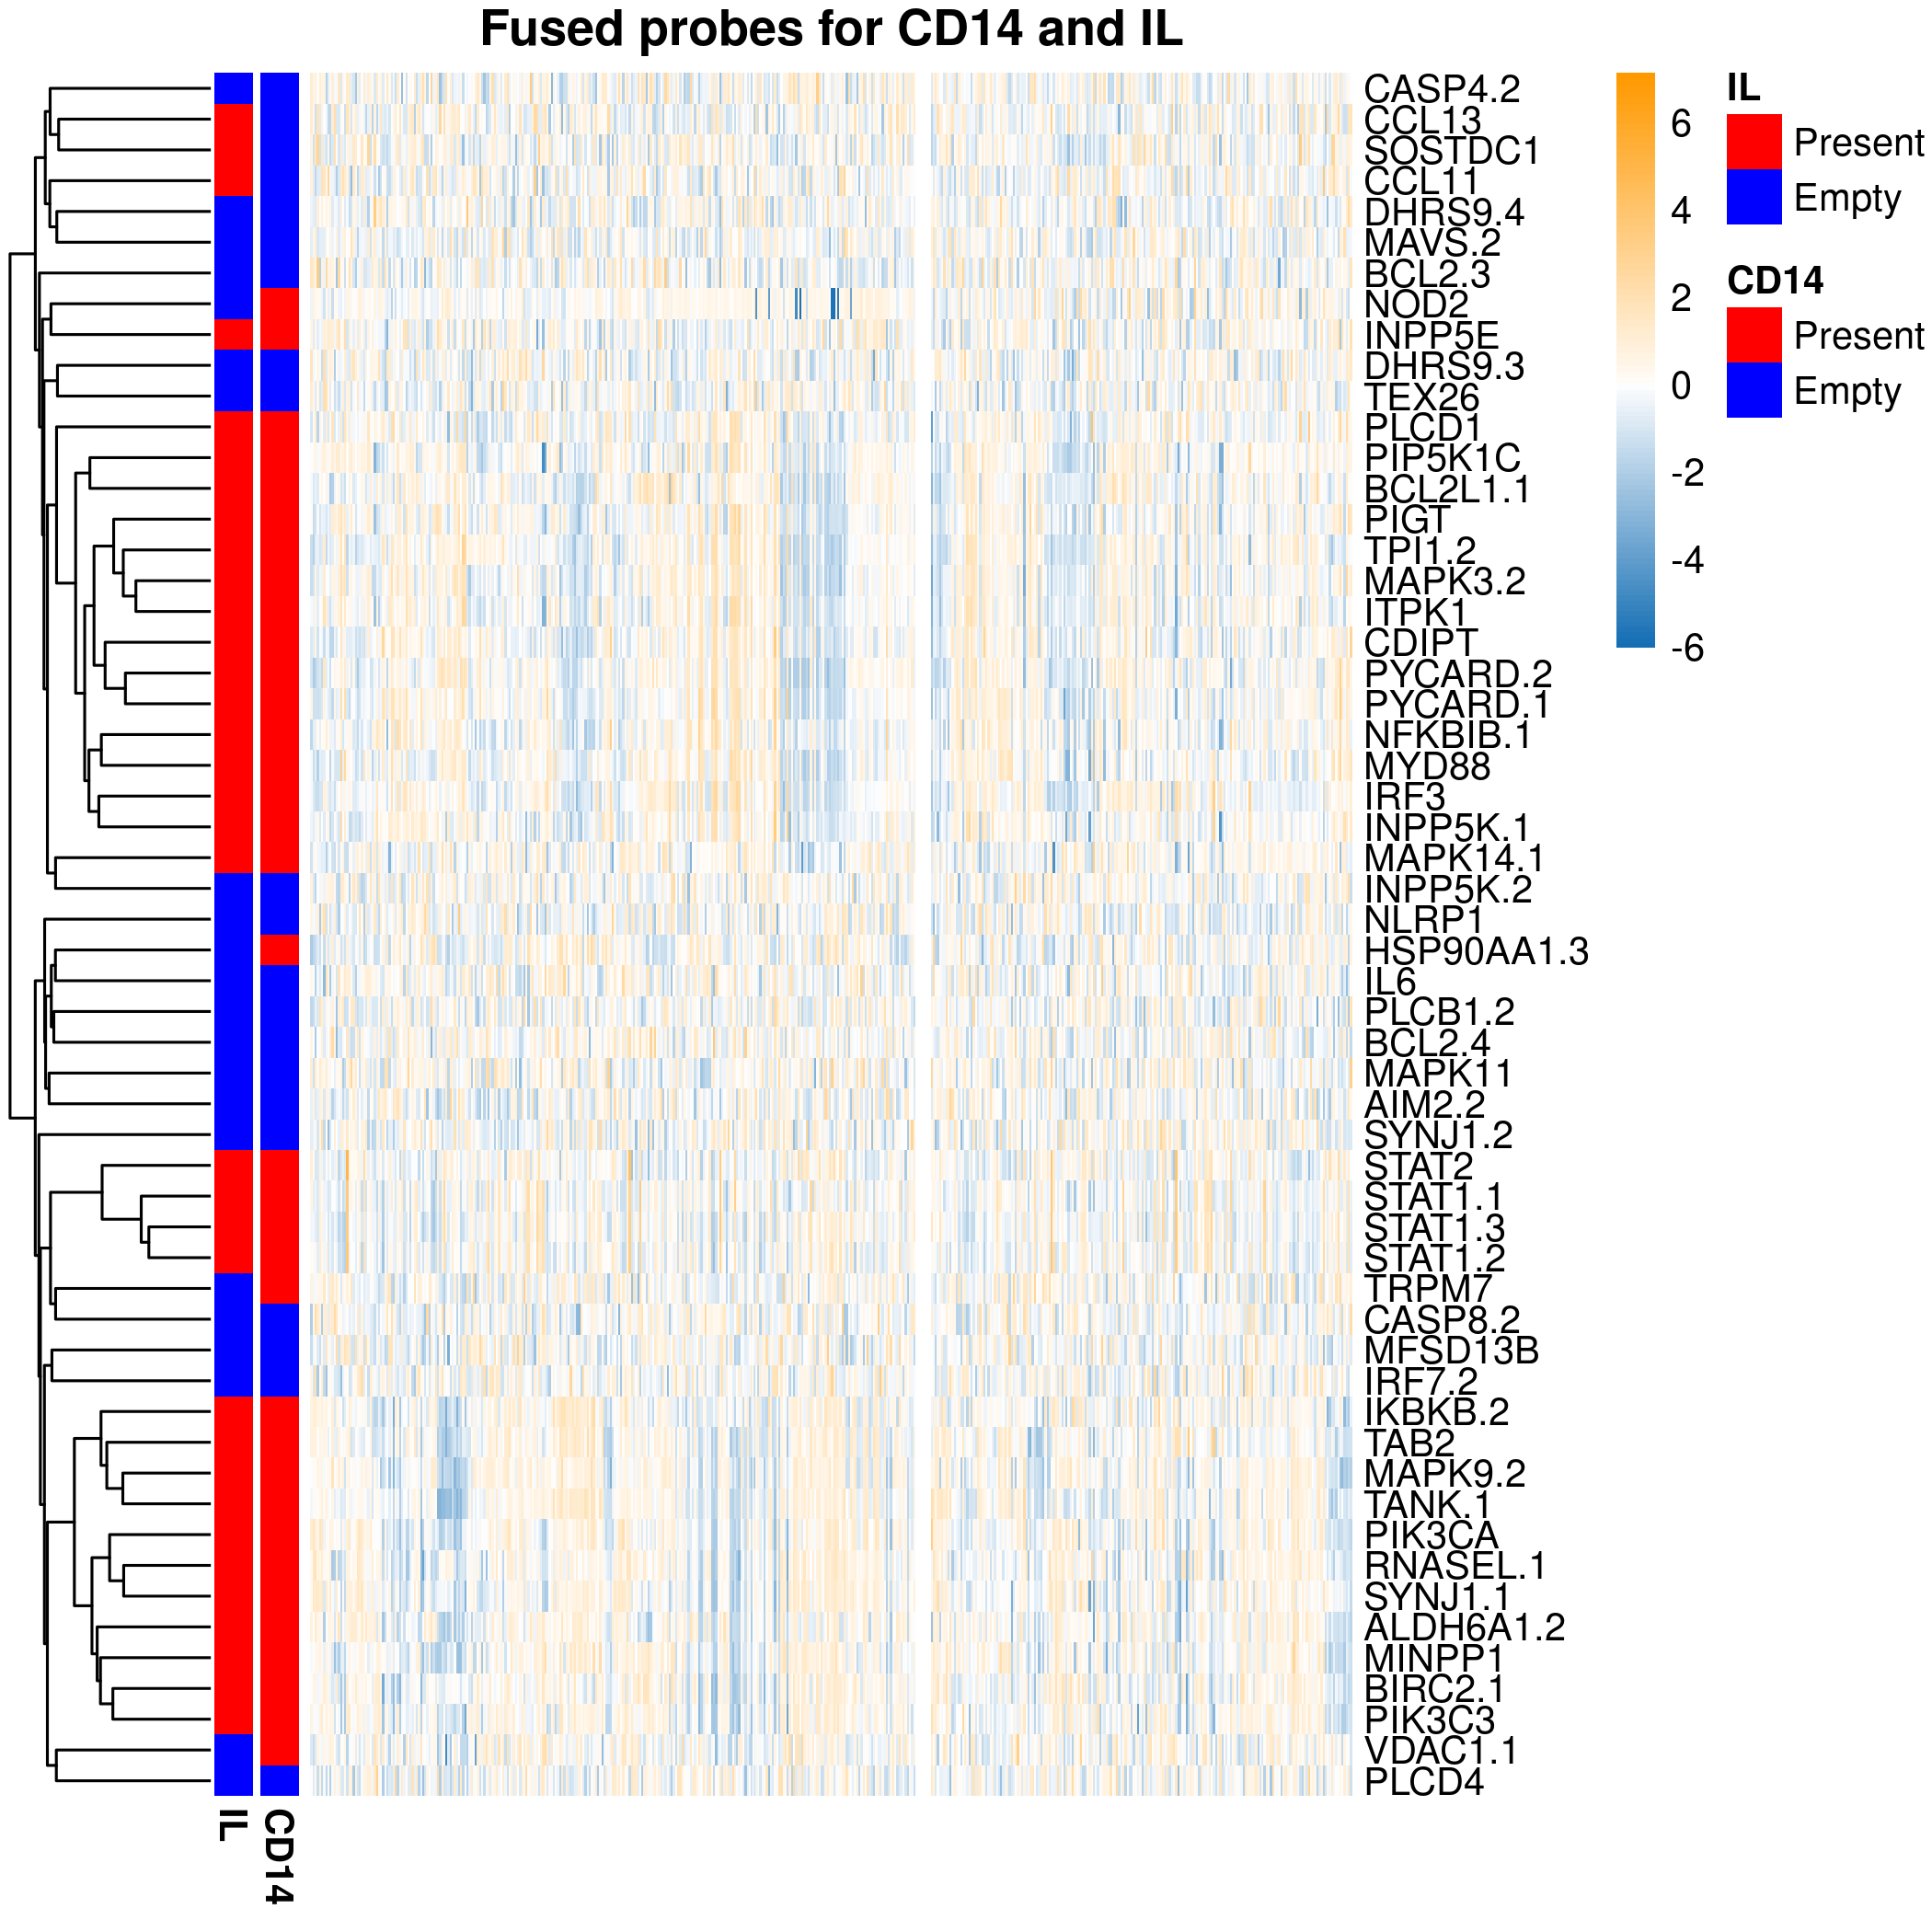 Fused probes for CD14 and IL
CASP4.2
CCL13
SOSTDC1
CCL11
DHRS9.4
MAVS.2
BCL2.3
NOD2
INPP5E
DHRS9.3
TEX26
PLCD1
PIP5K1C
BCL2L1.1
PIGT
TPI1.2
MAPK3.2
ITPK1
CDIPT
PYCARD.2
PYCARD.1
NFKBIB.1
MYD88
IRF3
INPP5K.1
MAPK14.1
INPP5K.2
NLRP1
HSP90AA1.3
IL6
PLCB1.2
BCL2.4
MAPK11
AIM2.2
SYNJ1.2
STAT2
STAT1.1
STAT1.3
STAT1.2
TRPM7
CASP8.2
MFSD13B
IRF7.2
IKBKB.2
TAB2
MAPK9.2
TANK.1
PIK3CA
RNASEL.1
SYNJ1.1
ALDH6A1.2
MINPP1
BIRC2.1
PIK3C3
VDAC1.1
PLCD4
6
4
2
0
-2
-4
-6
IL
Present
Empty
CD14
Present
Empty
IL
CD14